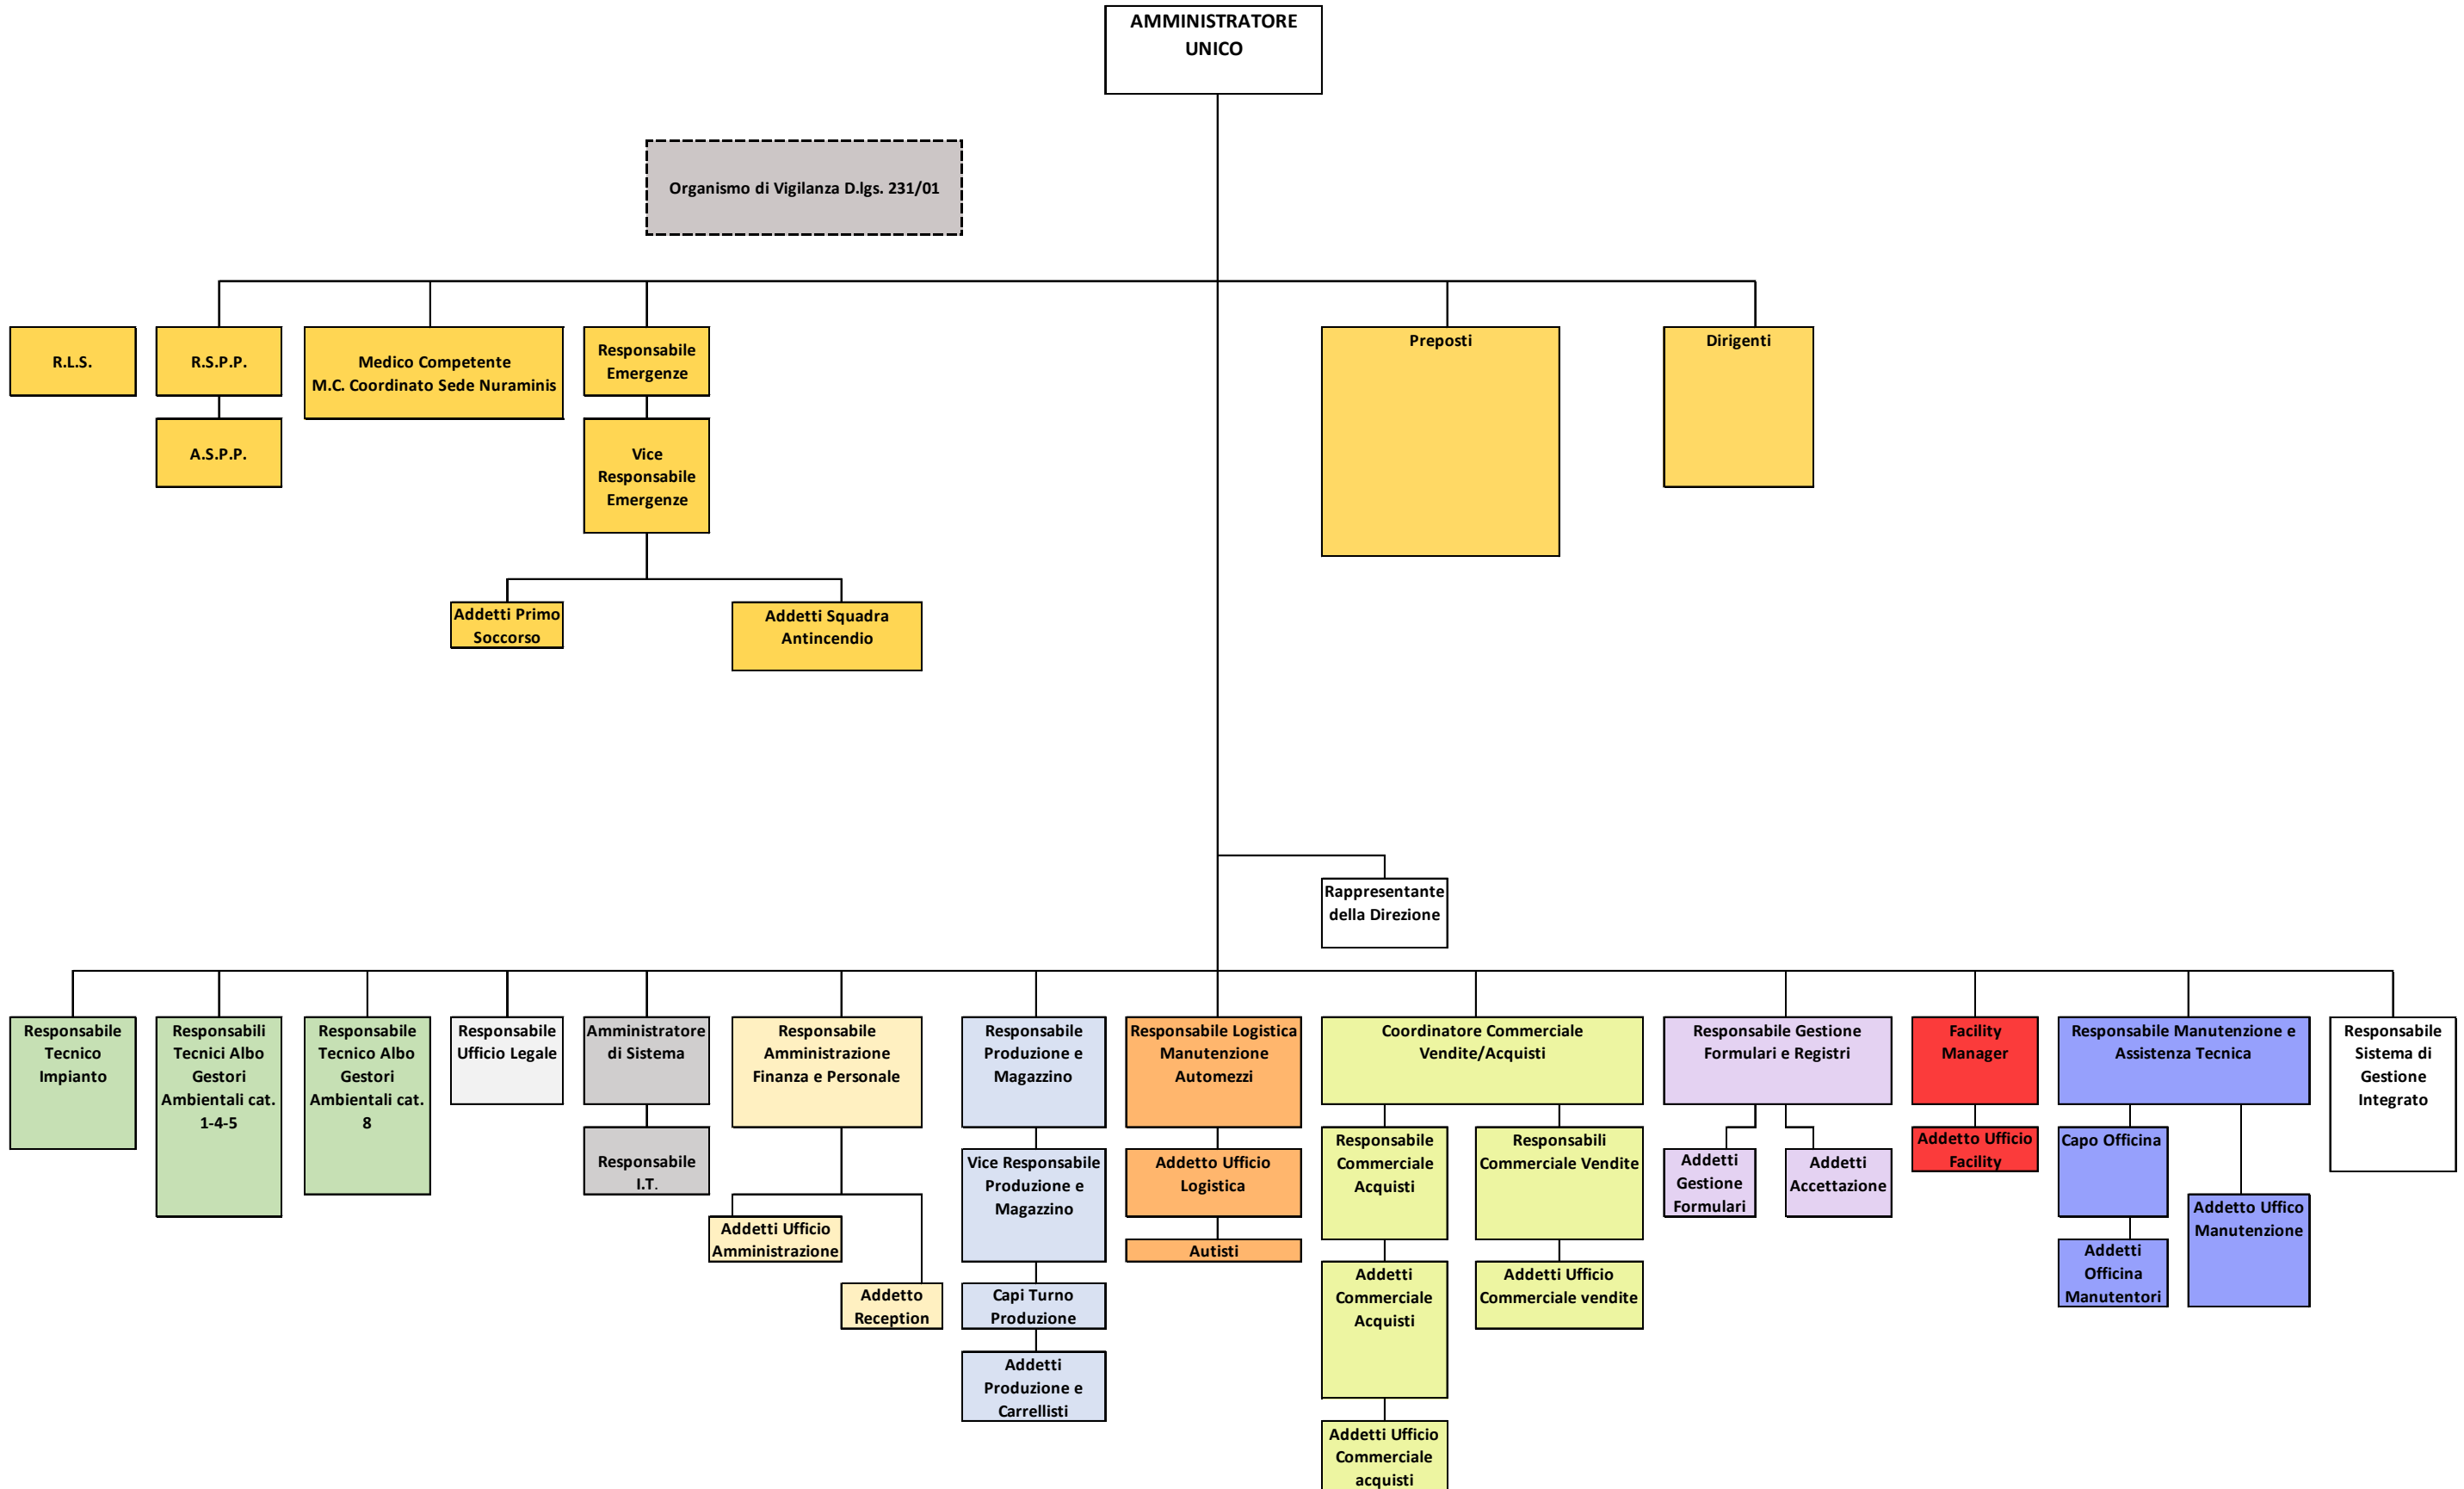 AMMINISTRATORE
UNICO
Organismo di Vigilanza D.lgs. 231/01
R.L.S.
R.S.P.P.
Medico Competente
M.C. Coordinato Sede Nuraminis
Responsabile
Emergenze
Preposti
Dirigenti
A.S.P.P.
Vice
Responsabile
Emergenze
Addetti Primo
Soccorso
Addetti Squadra
Antincendio
Rappresentante
della Direzione
Responsabile
Tecnico
Impianto
Responsabili
Tecnici Albo
Gestori
Ambientali cat.
1-4-5
Responsabile
Tecnico Albo
Gestori
Ambientali cat.
8
Responsabile
Ufficio Legale
Amministratore
di Sistema
Responsabile
Amministrazione
Finanza e Personale
Responsabile
Produzione e
Magazzino
Responsabile Logistica
Manutenzione
Automezzi
Coordinatore Commerciale
Vendite/Acquisti
Responsabile Gestione
Formulari e Registri
Facility
Manager
Responsabile Manutenzione e
Assistenza Tecnica
Responsabile
Sistema di
Gestione
Integrato
Responsabile
I.T.
Addetti Ufficio
Amministrazione
Addetto
Reception
Vice Responsabile
Produzione e
Magazzino
Capi Turno
Produzione
Addetti
Produzione e
Carrellisti
Addetto Ufficio
Logistica
Autisti
Responsabile
Commerciale
Acquisti
Addetti
Commerciale
Acquisti
Addetti Ufficio
Commerciale
acquisti
Responsabili
Commerciale Vendite
Addetti Ufficio
Commerciale vendite
Addetti
Gestione
Formulari
Addetti
Accettazione
Addetto Ufficio
Facility
Capo Officina
Addetti
Officina
Manutentori
Addetto Uffico
Manutenzione